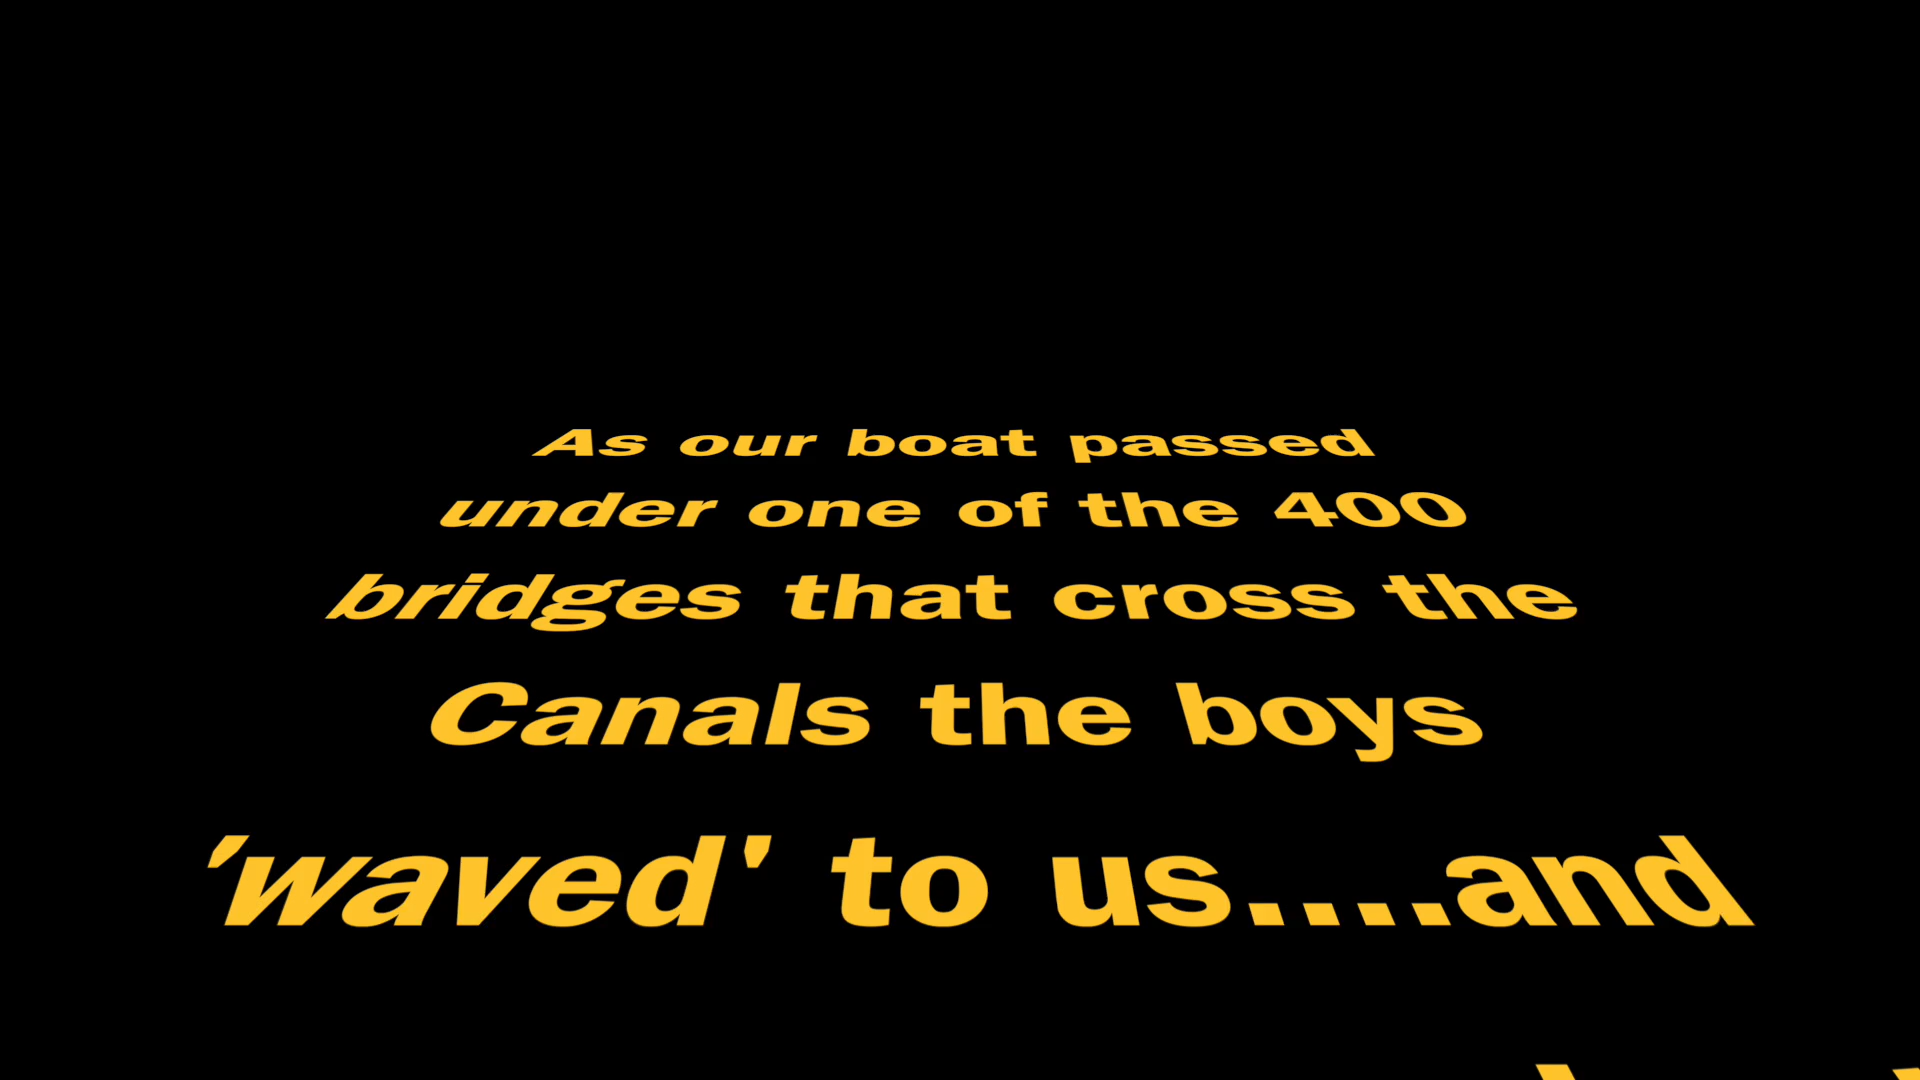 As our boat passed
under one of the 400
bridges that cross the
Canals the boys
'waved' to us....and